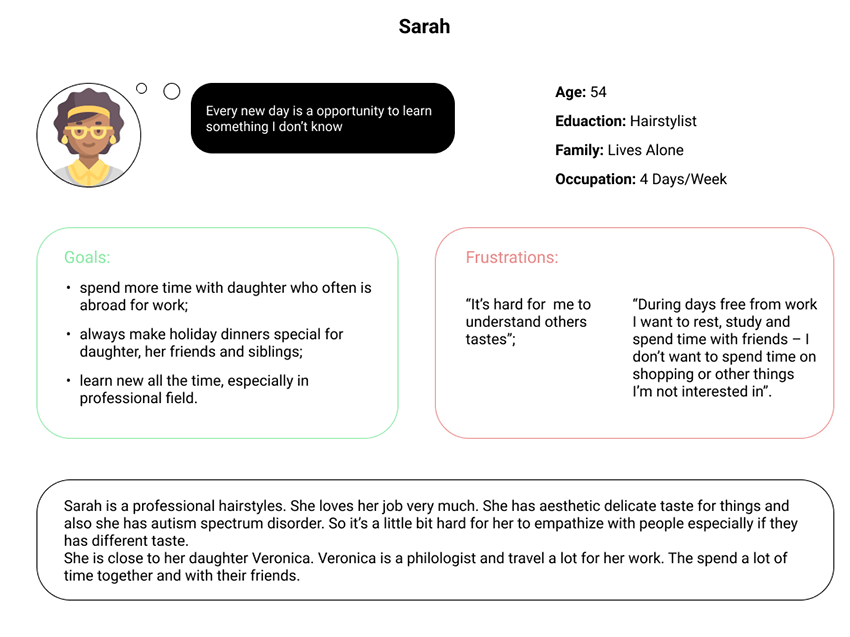 Sarah
Every new day is a opportunity to learn
something I don't know
Age: 54
Eduaction: Hairstylist
Family: Lives Alone
Occupation: 4 Days/Week
Goals:
• spend more time with daughter who often is
abroad for work;
• always make holiday dinners special for
daughter, her friends and siblings;
• learn new all the time, especially in
professional field.
Frustrations:
“It’s hard for me to
understand others
tastes”;
“During days free from work
I want to rest, study and
spend time with friends – I
don’t want to spend time on
shopping or other things
I’m not interested in”.
Sarah is a professional hairstyles. She loves her job very much. She has aesthetic delicate taste for things and
also she has autism spectrum disorder. So it’s a little bit hard for her to empathize with people especially if they
has different taste.
She is close to her daughter Veronica. Veronica is a philologist and travel a lot for her work. The spend a lot of
time together and with their friends.